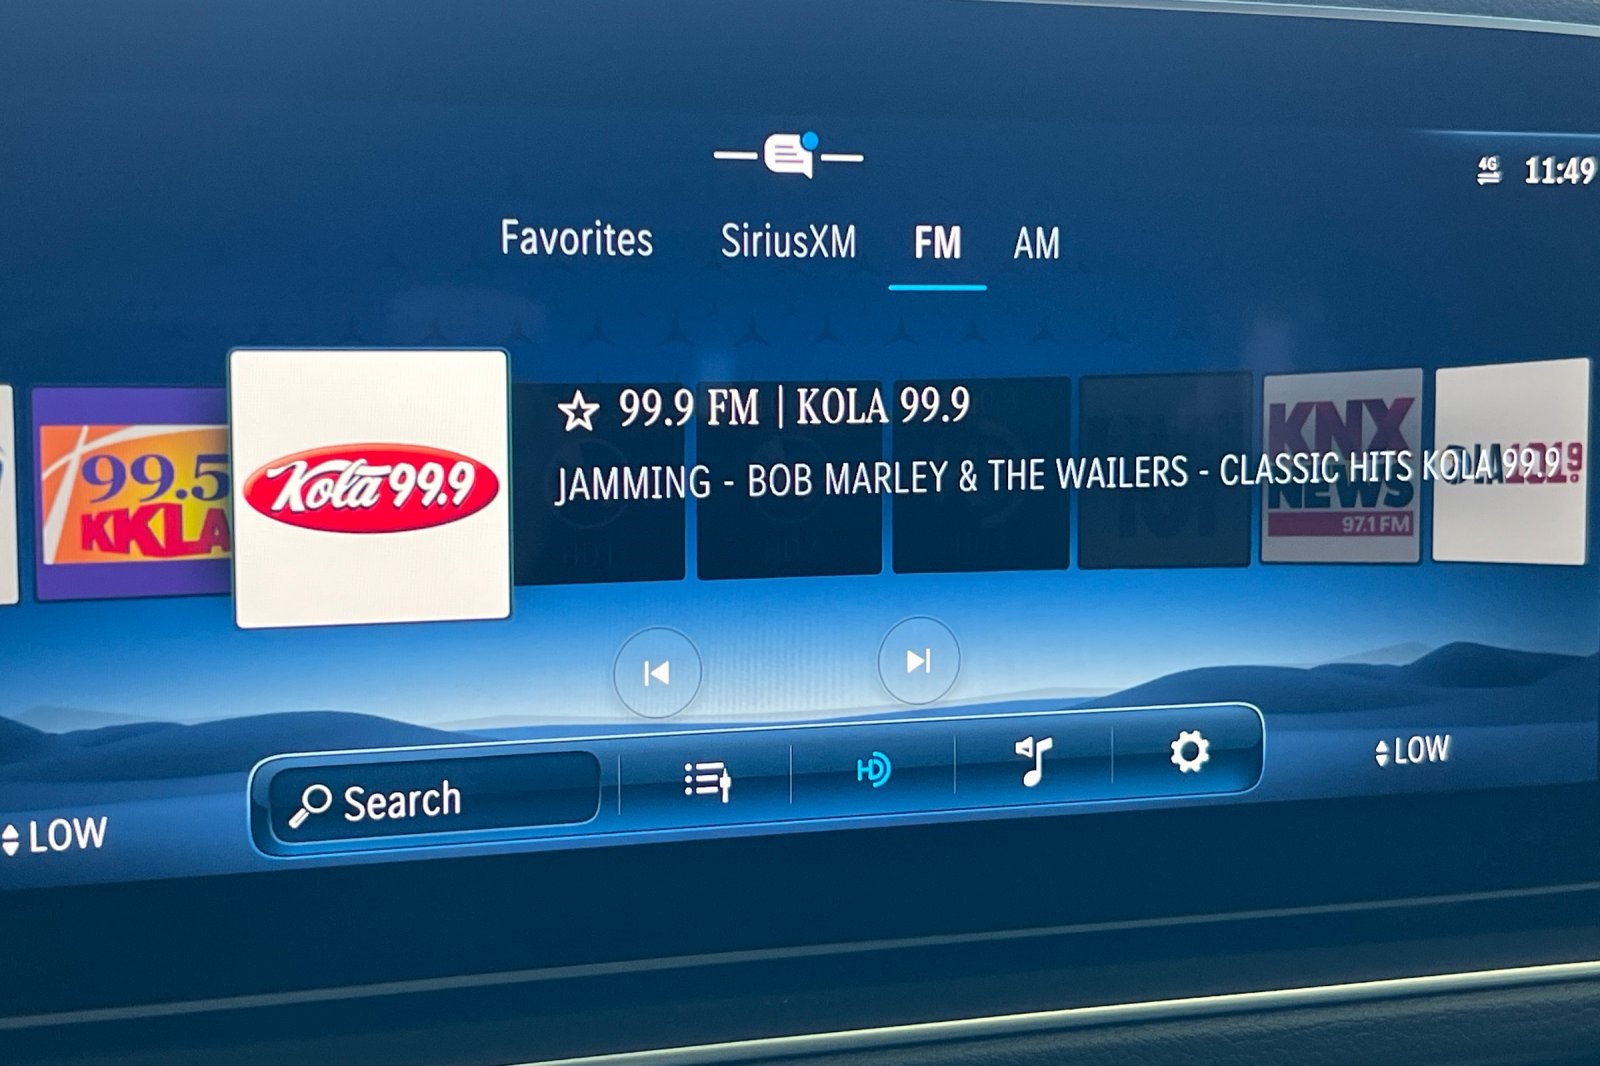 4G 11:49
Favorites SiriusXM FM AM
99.5
KKLA
Kola 99.9
99.9 FM | KOLA 99.9
JAMMING - BOB MARLEY & THE WAILERS - CLASSIC HITS KOLA 99.9
KNX
NEWS
97.1 FM
LOW
Search
HD
LOW